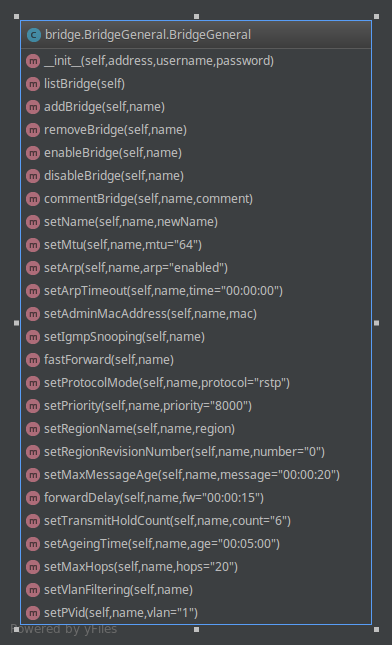 C bridge.BridgeGeneral.BridgeGeneral
m __init__(self,address,username,password)
m listBridge(self)
m addBridge(self,name)
m removeBridge(self,name)
m enableBridge(self,name)
m disableBridge(self,name)
m commentBridge(self,name,comment)
m setName(self,name,newName)
m setMtu(self,name,mtu="64")
m setArp(self,name,arp="enabled")
m setArpTimeout(self,name,time="00:00:00")
m setAdminMacAddress(self,name,mac)
m setIgmpSnooping(self,name)
m fastForward(self,name)
m setProtocolMode(self,name,protocol="rstp")
m setPriority(self,name,priority="8000")
m setRegionName(self,name,region)
m setRegionRevisionNumber(self,name,number="0")
m setMaxMessageAge(self,name,message="00:00:20")
m forwardDelay(self,name,fw="00:00:15")
m setTransmitHoldCount(self,name,count="6")
m setAgeingTime(self,name,age="00:05:00")
m setMaxHops(self,name,hops="20")
m setVlanFiltering(self,name)
m setPVid(self,name,vlan="1")
Powered by yFiles